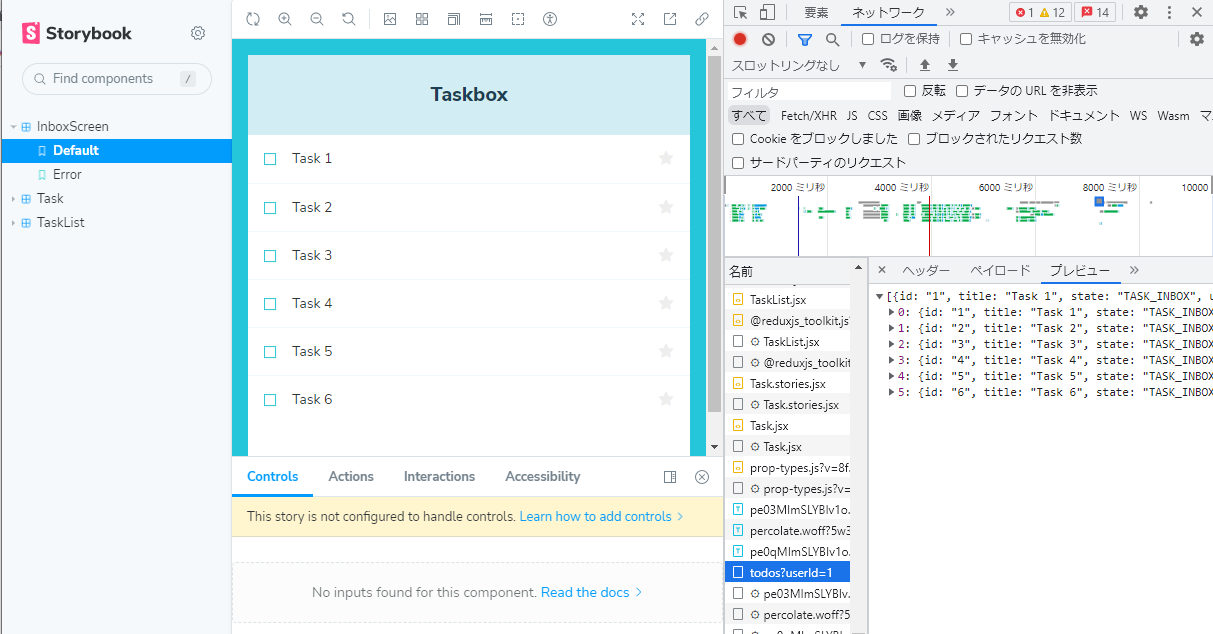 Storybook
Find components
/
InboxScreen
Default
Error
Task
TaskList
Taskbox
Task 1
Task 2
Task 3
Task 4
Task 5
Task 6
Controls Actions Interactions Accessibility
This story is not configured to handle controls. Learn how to add controls
No inputs found for this component. Read the docs
要素 ネットワーク » 1 12 14
ログを保持 キャッシュを無効化
スロットリングなし
フィルタ 反転 データの URL を非表示
すべて Fetch/XHR JS CSS 画像 メディア フォント ドキュメント WS Wasm マ
Cookie をブロックしました ブロックされたリクエスト数
サードパーティのリクエスト
2000 ミリ秒 4000 ミリ秒 6000 ミリ秒 8000 ミリ秒 10000
名前
TaskList.jsx
@reduxjs_toolkit.js?
TaskList.jsx
@reduxjs_toolkit
Task.stories.jsx
Task.stories.jsx
Task.jsx
Task.jsx
prop-types.js?v=8f
prop-types.js?v=
pe03MImSLYBIv1o.
percolate.woff?5w3
pe0qMImSLYBIv1o.
todos?userId=1
pe03MImSLYBIv.
percolate.woff?5
× ヘッダー ペイロード プレビュー »
[{id: "1", title: "Task 1", state: "TASK_INBOX", u
0: {id: "1", title: "Task 1", state: "TASK_INBOX
1: {id: "2", title: "Task 2", state: "TASK_INBOX
2: {id: "3", title: "Task 3", state: "TASK_INBOX
3: {id: "4", title: "Task 4", state: "TASK_INBOX
4: {id: "5", title: "Task 5", state: "TASK_INBOX
5: {id: "6", title: "Task 6", state: "TASK_INBOX